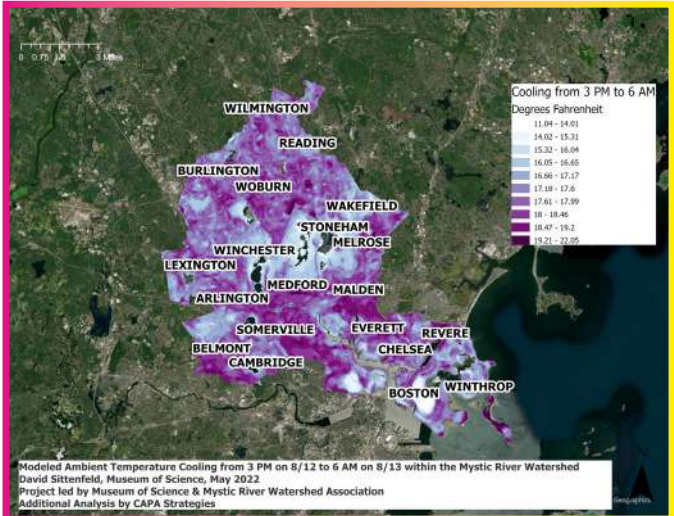 0 0.75 1.5 3 Miles
Cooling from 3 PM to 6 AM
Degrees Fahrenheit
11.04 - 14.01
14.02 - 15.31
15.32 - 16.04
16.05 - 16.65
16.66 - 17.17
17.18 - 17.6
17.61 - 17.99
18 - 18.46
18.47 - 19.2
19.21 - 22.05
WILMINGTON
READING
BURLINGTON
WOBURN
WAKEFIELD
STONEHAM
MELROSE
WINCHESTER
LEXINGTON
MEDFORD
MALDEN
ARLINGTON
SOMERVILLE
EVERETT
REVERE
BELMONT
CHELSEA
CAMBRIDGE
BOSTON
WINTHROP
Modeled Ambient Temperature Cooling from 3 PM on 8/12 to 6 AM on 8/13 within the Mystic River Watershed
David Sittenfeld, Museum of Science, May 2022
Project led by Museum of Science & Mystic River Watershed Association
Additional Analysis by CAPA Strategies
Geographics